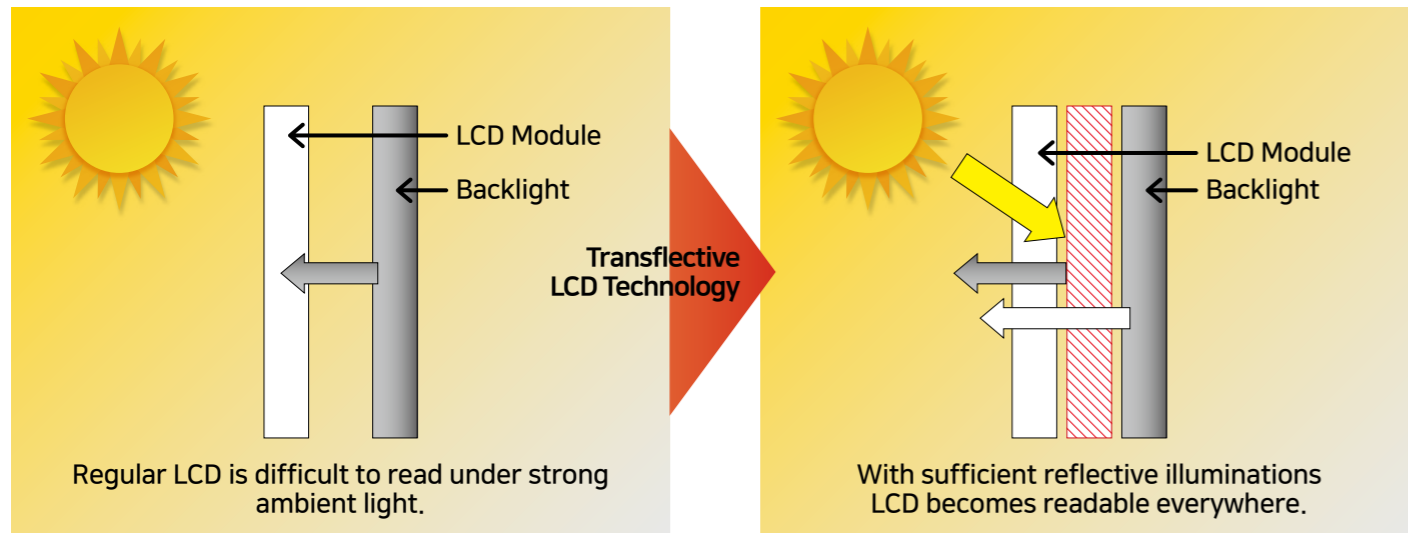 LCD Module
Backlight
Regular LCD is difficult to read under strong
ambient light.
Transflective
LCD Technology
LCD Module
Backlight
With sufficient reflective illuminations
LCD becomes readable everywhere.